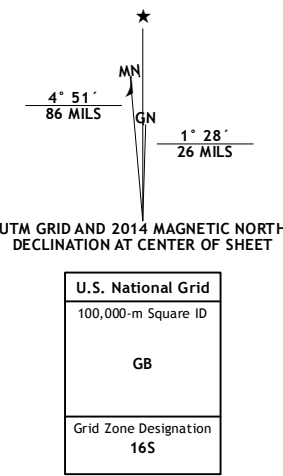 MN
GN
4° 51´
86 MILS
1° 28´
26 MILS
UTM GRID AND 2014 MAGNETIC NORTH
DECLINATION AT CENTER OF SHEET
U.S. National Grid
100,000-m Square ID
GB
Grid Zone Designation
16S